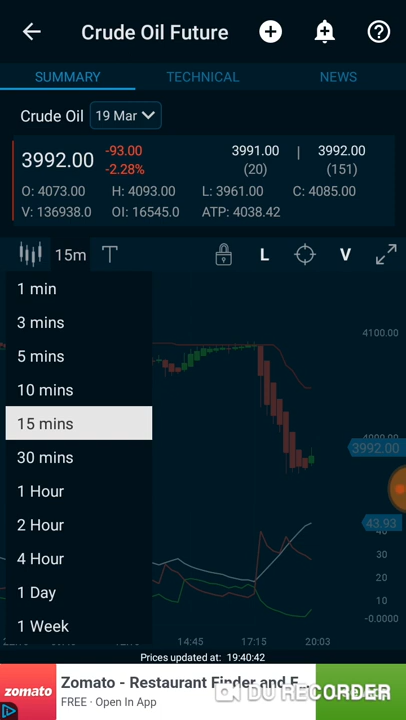 Crude Oil Future
SUMMARY TECHNICAL NEWS
Crude Oil 19 Mar
3992.00 -93.00 3991.00 | 3992.00
-2.28% (20) (151)
O: 4073.00 H: 4093.00 L: 3961.00 C: 4085.00
V: 136938.0 OI: 16545.0 ATP: 4038.42
15m T L V
1 min
3 mins
4100.00
5 mins
10 mins
15 mins
3992.00
30 mins
1 Hour
2 Hour
43.93
4 Hour
30
20
1 Day
10
1 Week
-0.0000
14:45 17:15 20:03
Prices updated at: 19:40:42
zomato
Zomato - Restaurant Finder and F
FREE · Open In App
DU RECORDER